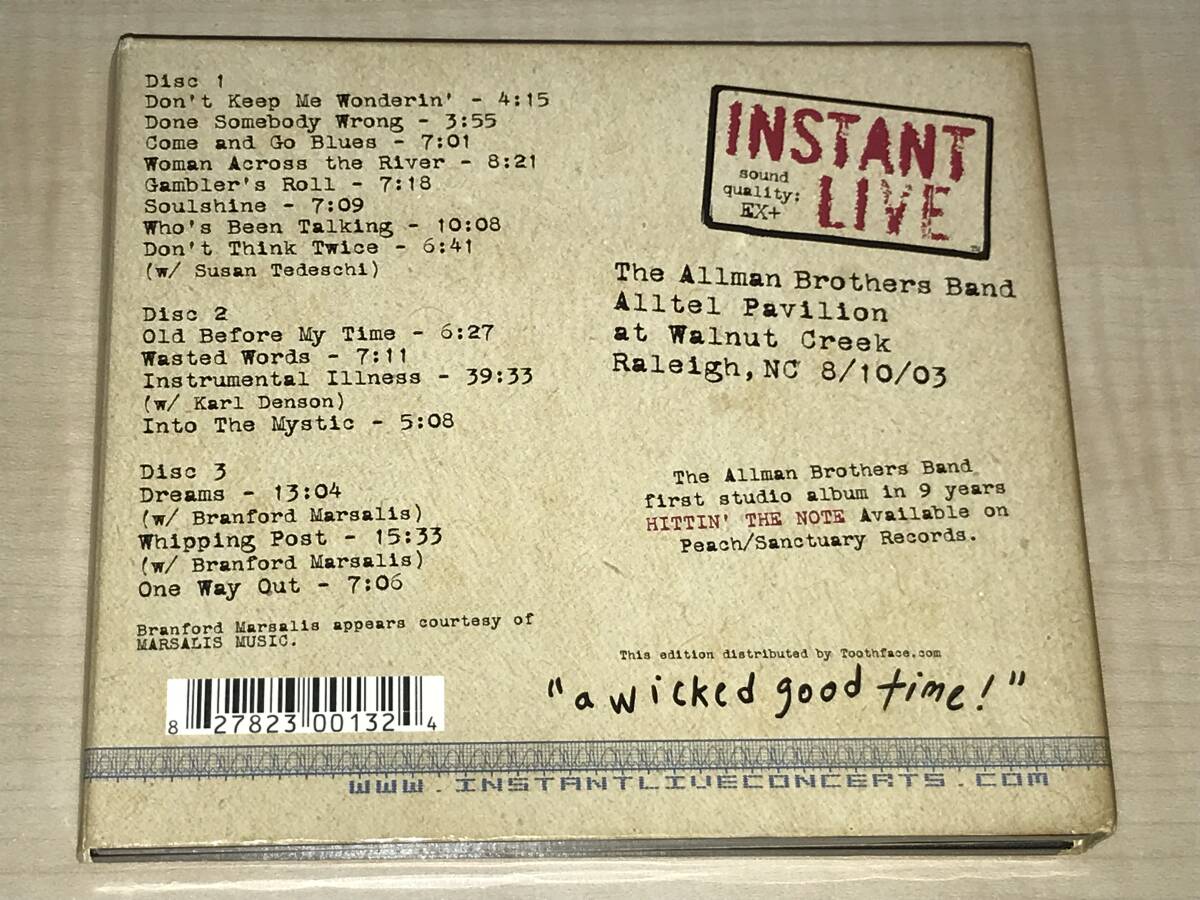 Disc 1
Don't Keep Me Wonderin' - 4:15
Done Somebody Wrong - 3:55
Come and Go Blues - 7:01
Woman Across the River - 8:21
Gambler's Roll - 7:18
Soulshine - 7:09
Who's Been Talking - 10:08
Don't Think Twice - 6:41
(w/ Susan Tedeschi)
Disc 2
Old Before My Time - 6:27
Wasted Words - 7:11
Instrumental Illness - 39:33
(w/ Karl Denson)
Into The Mystic - 5:08
Disc 3
Dreams - 13:04
(w/ Branford Marsalis)
Whipping Post - 15:33
(w/ Branford Marsalis)
One Way Out - 7:06
Branford Marsalis appears courtesy of
MARSALIS MUSIC.
8 27823 00132 4
INSTANT
LIVE
sound
quality:
EX+
TM
The Allman Brothers Band
Alltel Pavilion
at Walnut Creek
Raleigh, NC 8/10/03
The Allman Brothers Band
first studio album in 9 years
HITTIN' THE NOTE Available on
Peach/Sanctuary Records.
This edition distributed by Toothface.com
"a wicked good time!"
WWW.INSTANTLIVECONCERTS.COM